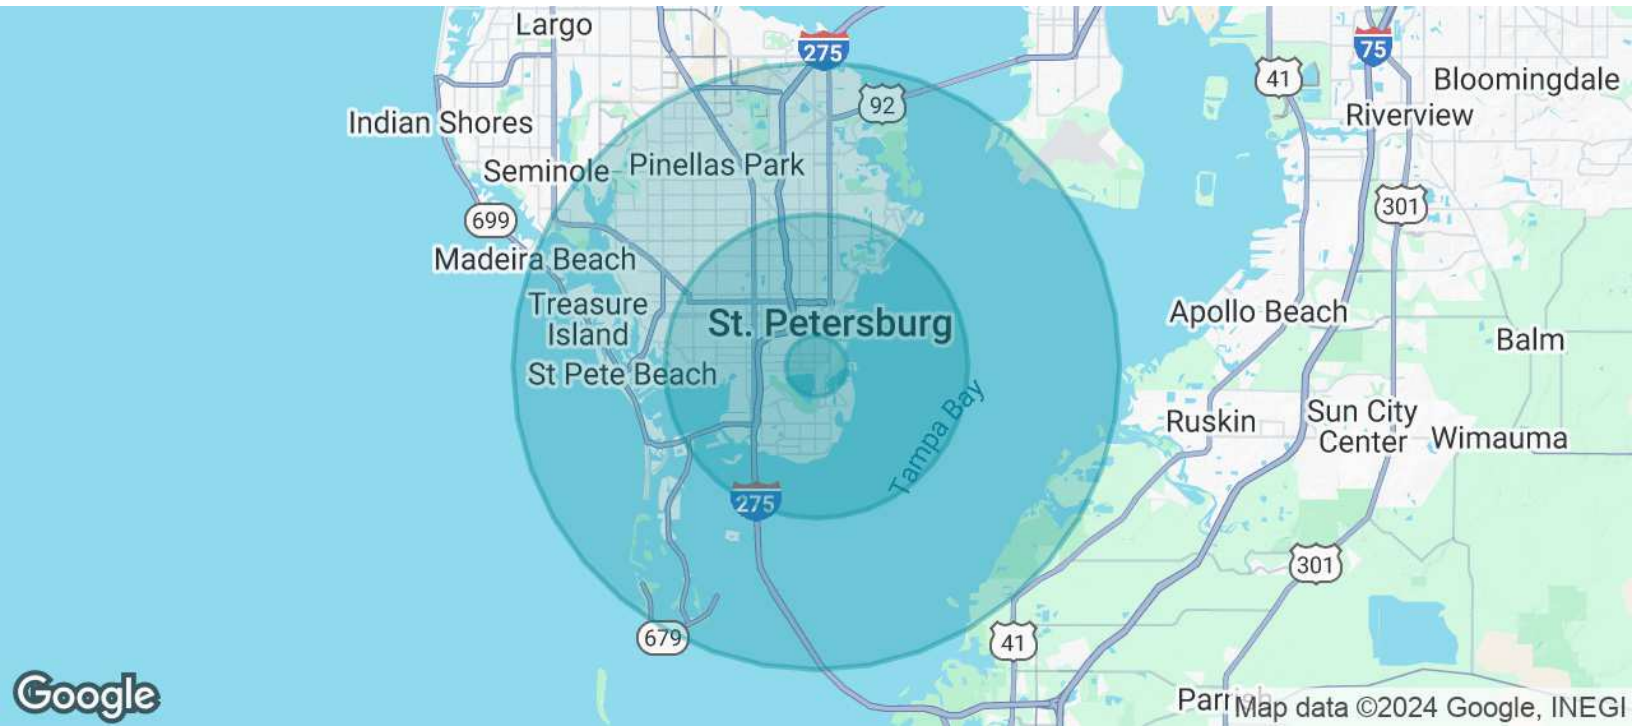 Largo
275
75
41
Bloomingdale
92
Riverview
Indian Shores
Seminole
Pinellas Park
301
699
Madeira Beach
Treasure
Island
St. Petersburg
Apollo Beach
Balm
St Pete Beach
Tampa Bay
Ruskin
Sun City
Center
Wimauma
275
301
679
41
Google
Map data ©2024 Google, INEGI